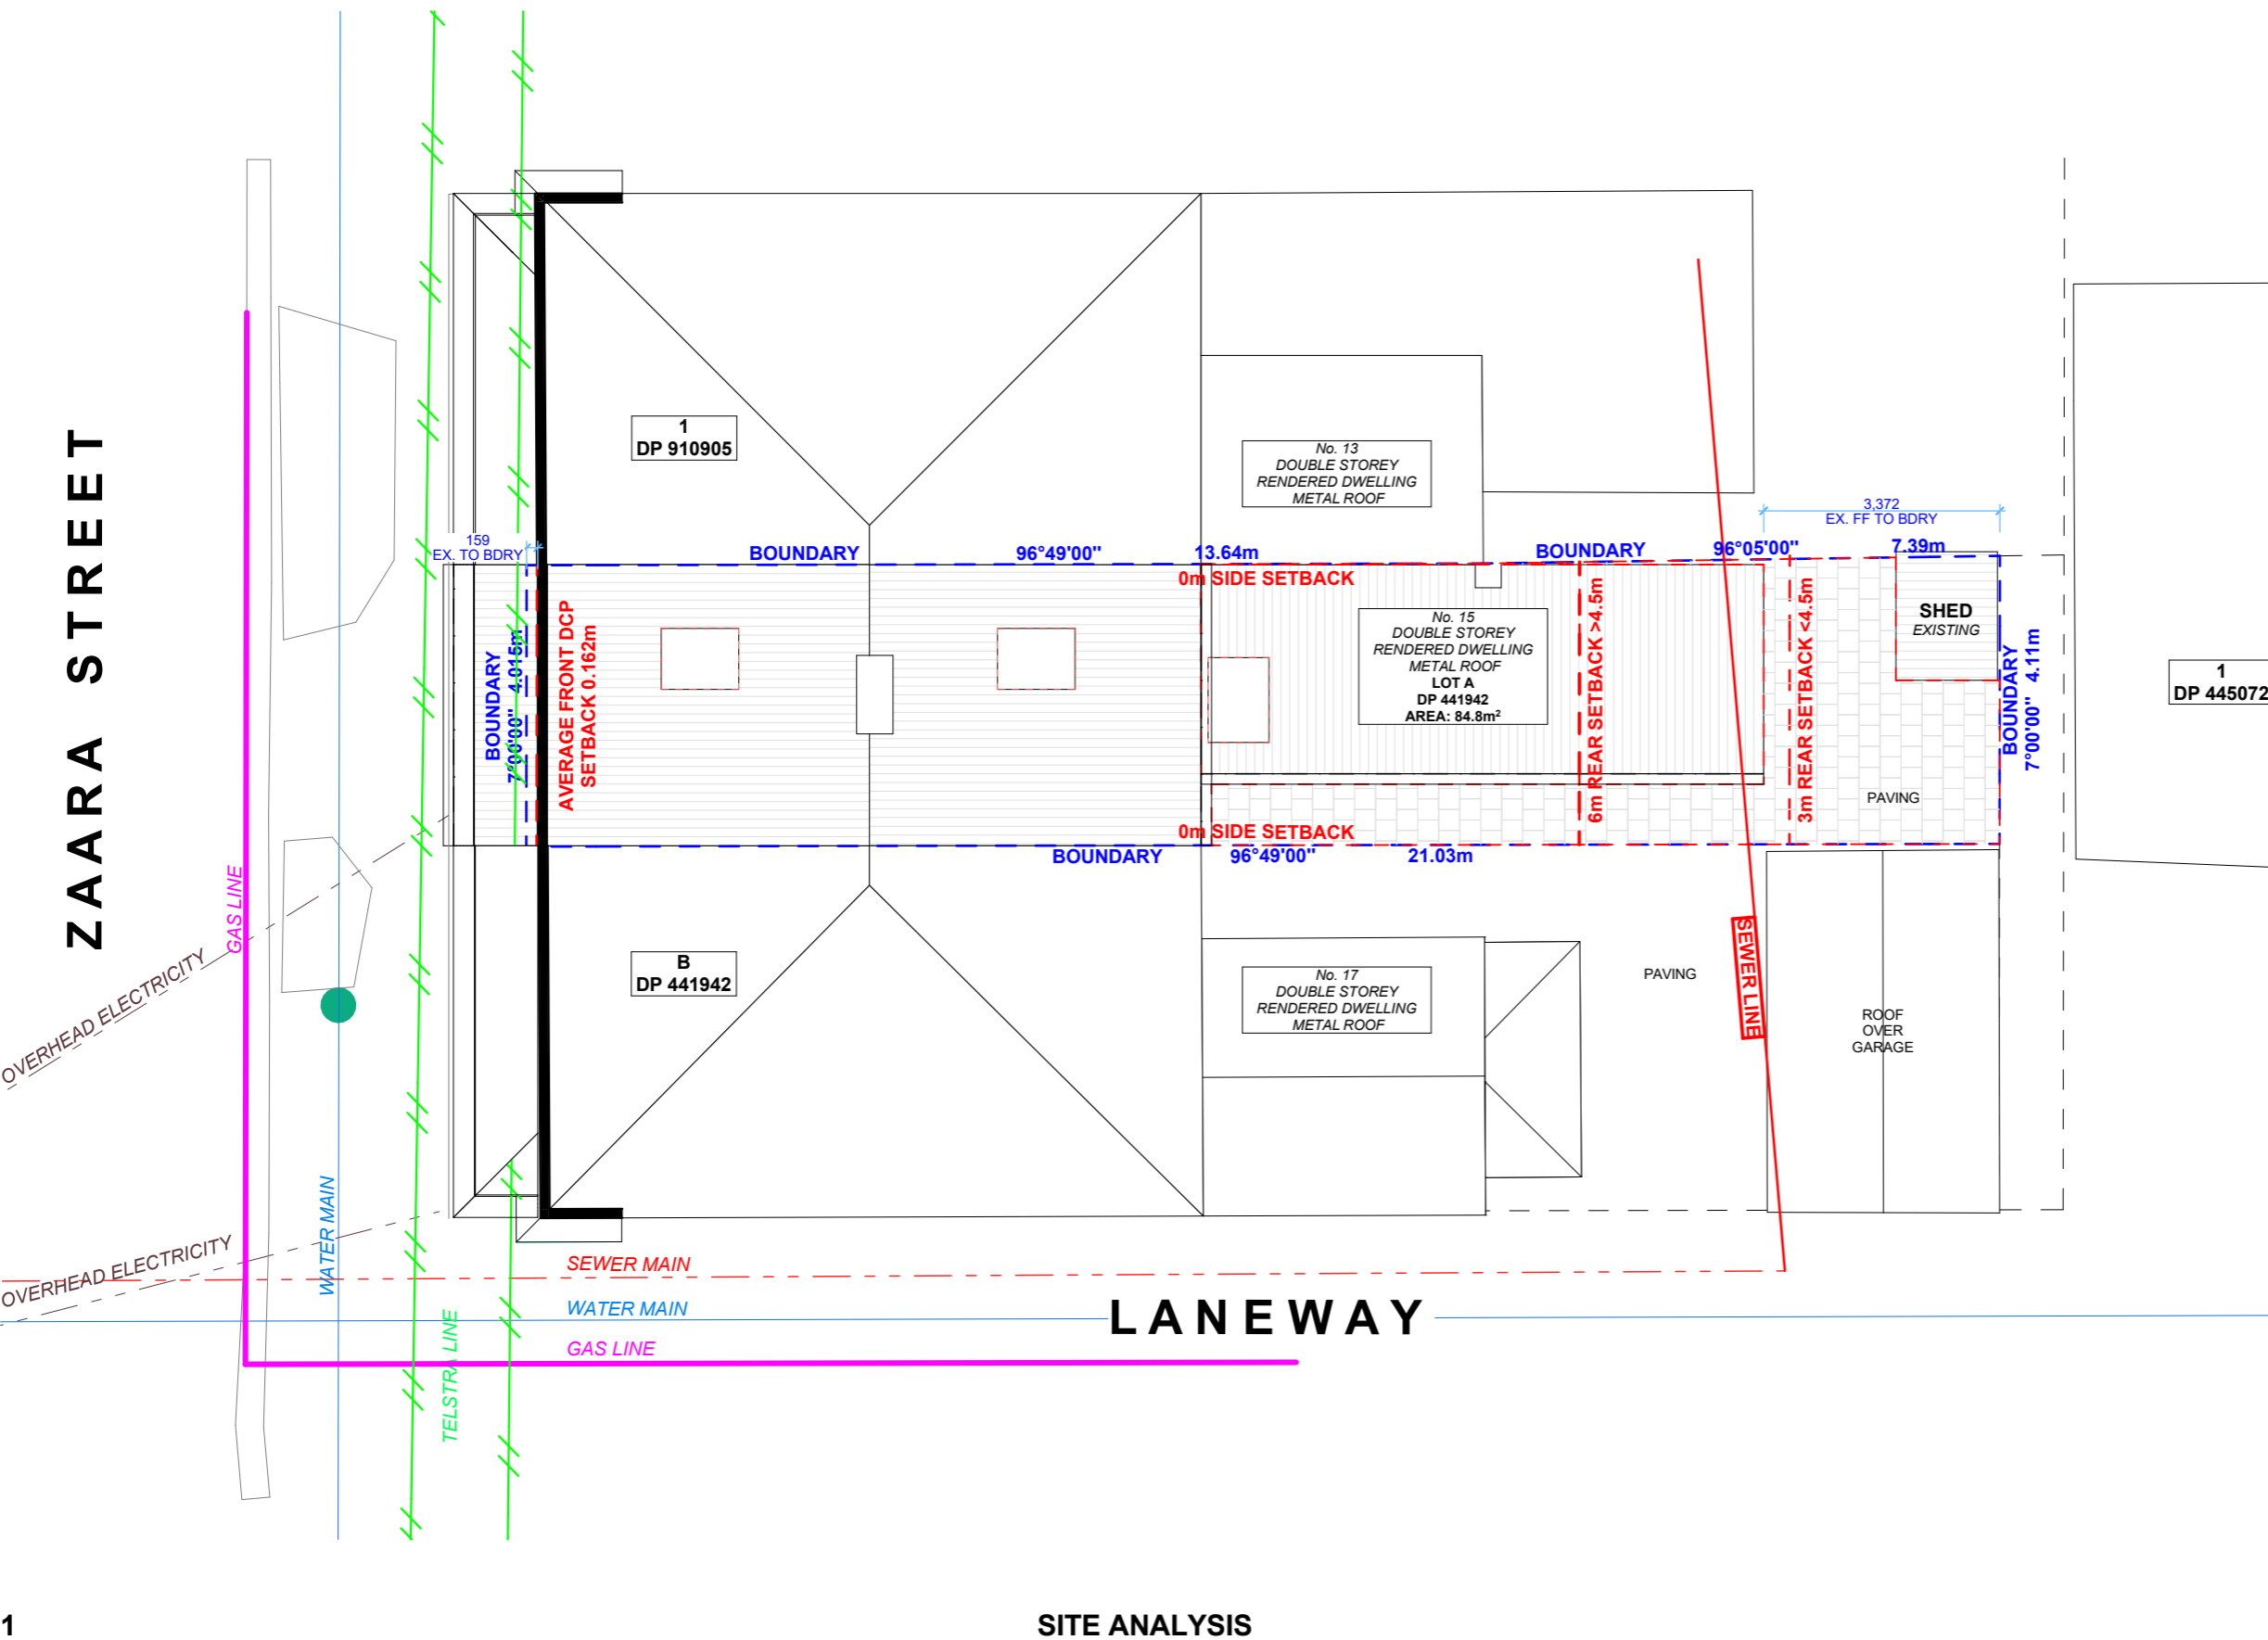 ZAARA STREET
1
DP 910905
No. 13
DOUBLE STOREY
RENDERED DWELLING
METAL ROOF
3,372
EX. FF TO BDRY
159
EX. TO BDRY
BOUNDARY
96°49'00"
13.64m
BOUNDARY
96°05'00"
7.39m
0m SIDE SETBACK
AVERAGE FRONT DCP
SETBACK 0.162m
BOUNDARY
7°00'00" 4.015m
No. 15
DOUBLE STOREY
RENDERED DWELLING
METAL ROOF
LOT A
DP 441942
AREA: 84.8m²
6m REAR SETBACK >4.5m
3m REAR SETBACK <4.5m
SHED
EXISTING
BOUNDARY
7°00'00" 4.11m
1
DP 445072
PAVING
0m SIDE SETBACK
BOUNDARY
96°49'00"
21.03m
GAS LINE
OVERHEAD ELECTRICITY
B
DP 441942
No. 17
DOUBLE STOREY
RENDERED DWELLING
METAL ROOF
PAVING
SEWER LINE
ROOF
OVER
GARAGE
WATER MAIN
OVERHEAD ELECTRICITY
SEWER MAIN
WATER MAIN
LANEWAY
GAS LINE
TELSTRA LINE
1
SITE ANALYSIS